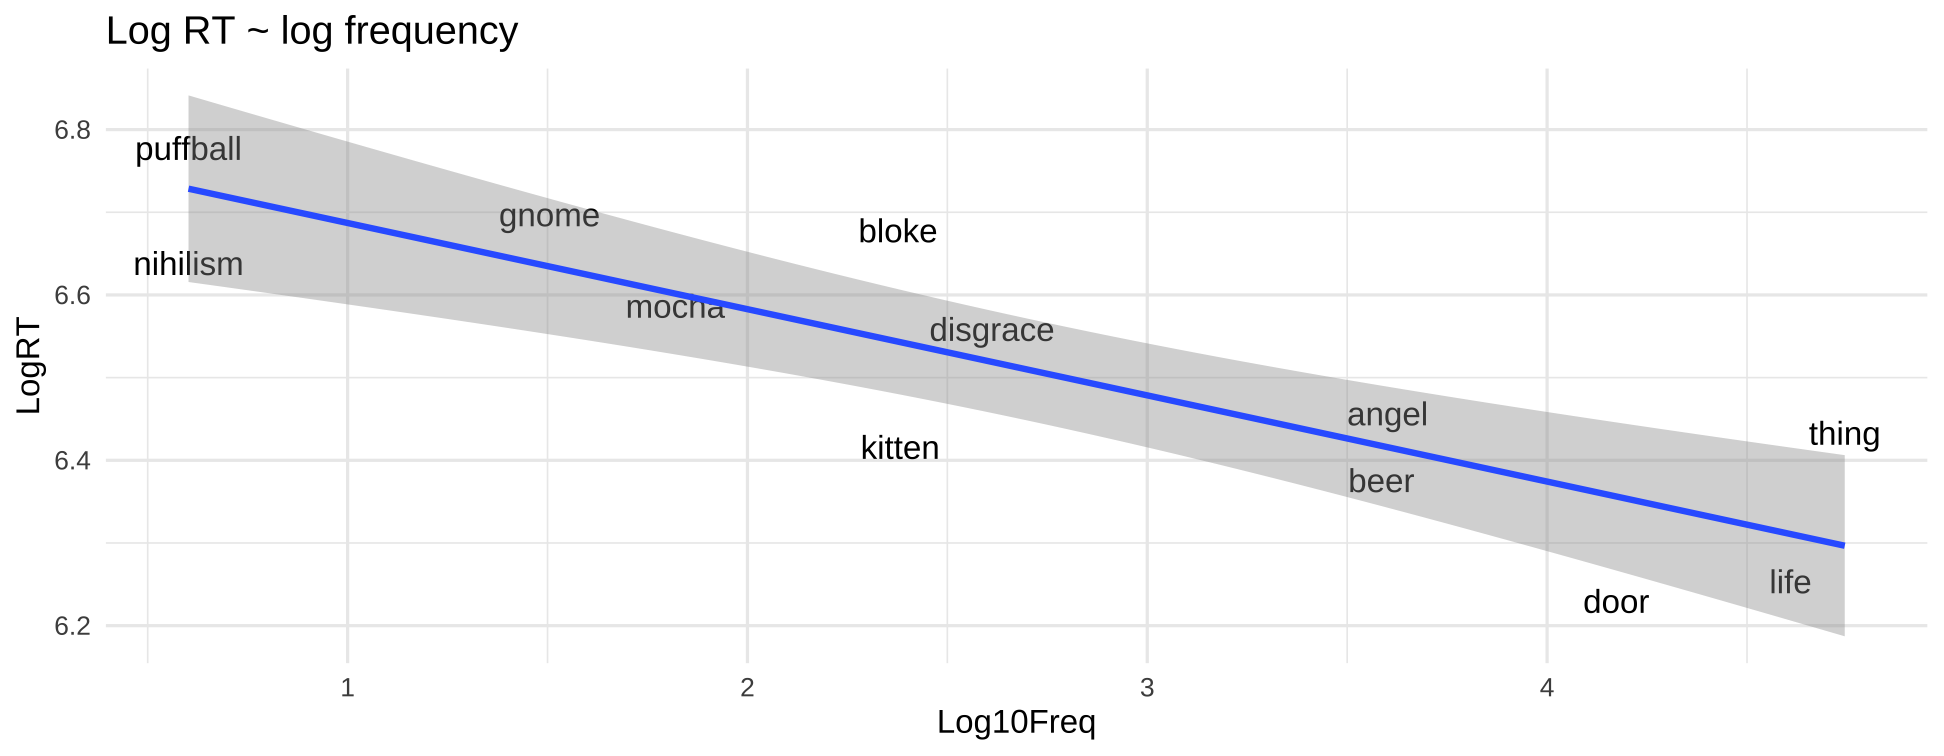 Log RT ~ log frequency
6.8
puffball
gnome
bloke
nihilism
6.6
mocha
disgrace
LogRT
angel
thing
kitten
6.4
beer
life
door
6.2
1
2
3
4
Log10Freq